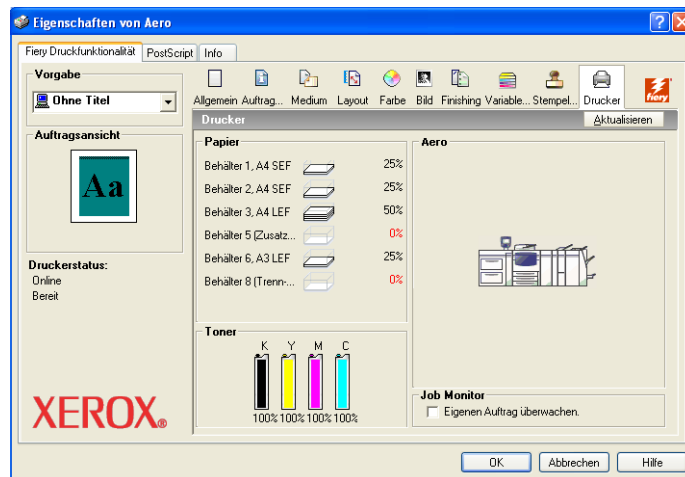 Eigenschaften von Aero
Fiery Druckfunktionalität PostScript Info
Vorgabe
Ohne Titel
Auftragsansicht
Aa
Druckerstatus:
Online
Bereit
XEROX®
Allgemein Auftrag... Medium Layout Farbe Bild Finishing Variable... Stempel... Drucker
fiery
Drucker
Aktualisieren
Papier
Behälter 1, A4 SEF 25%
Behälter 2, A4 SEF 25%
Behälter 3, A4 LEF 50%
Behälter 5 (Zusatz... 0%
Behälter 6, A3 LEF 25%
Behälter 8 (Trenn-... 0%
Toner
K Y M C
100% 100% 100% 100%
Aero
Job Monitor
Eigenen Auftrag überwachen.
OK Abbrechen Hilfe